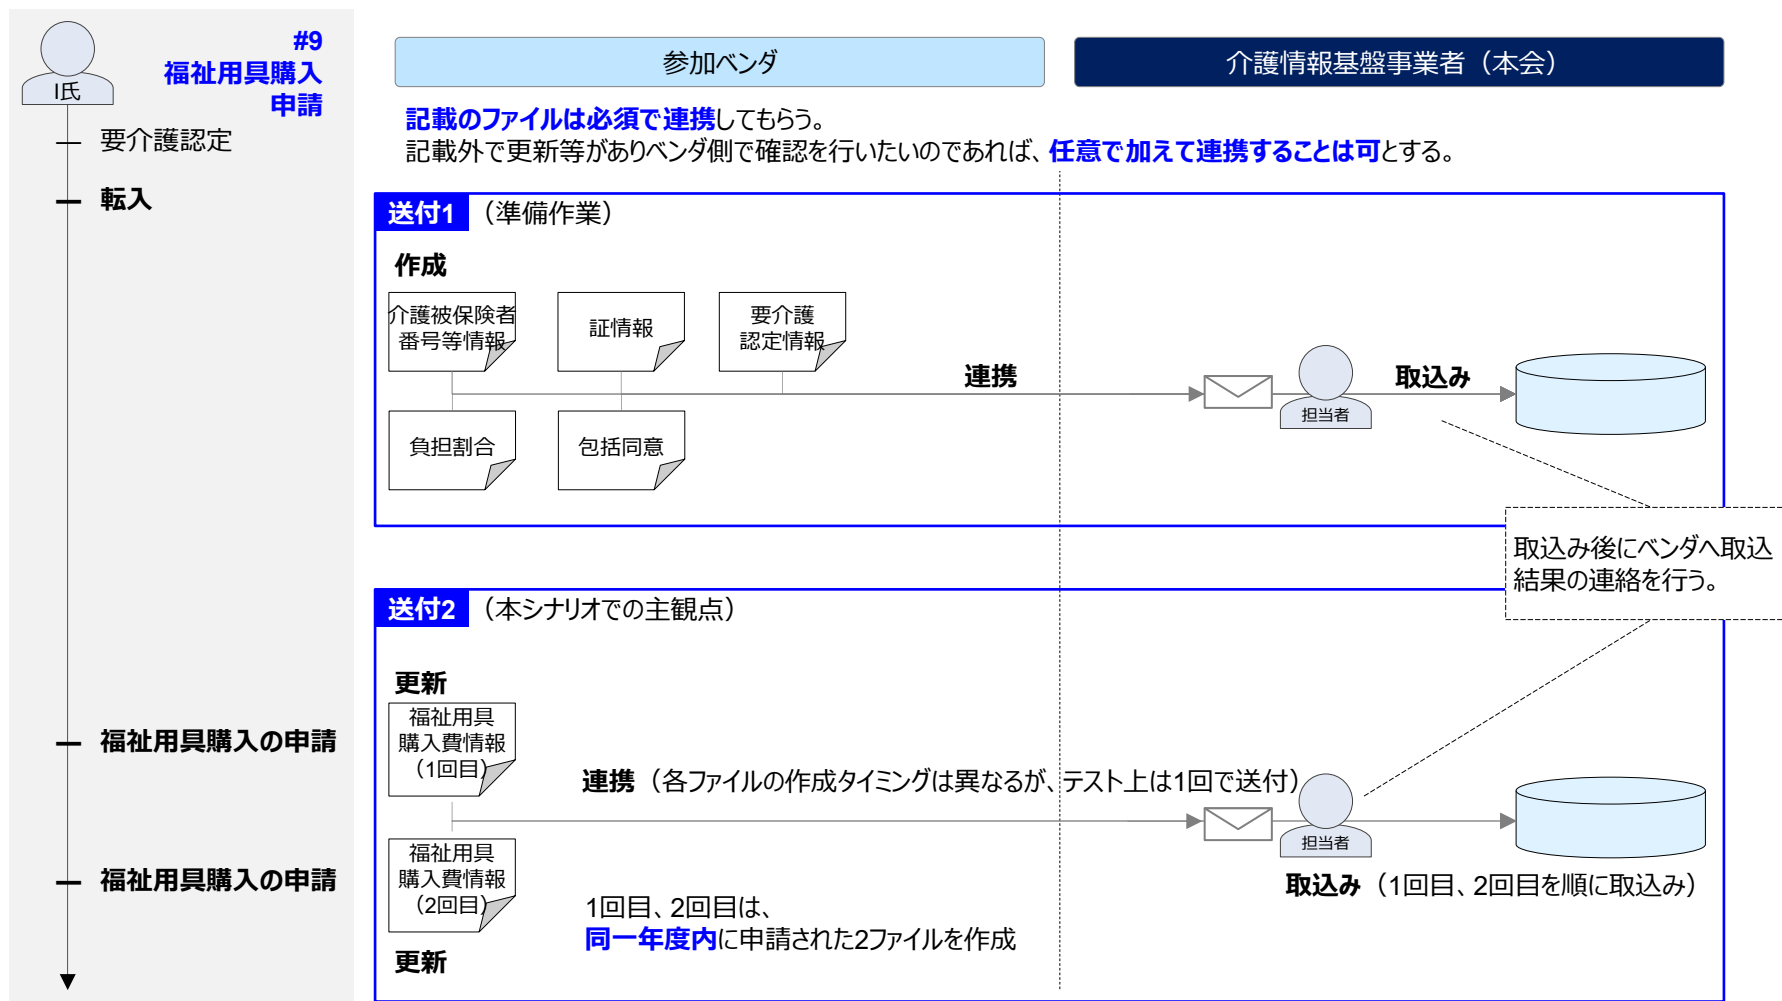 #9
福祉用具購入
申請
I氏
要介護認定
転入
福祉用具購入の申請
福祉用具購入の申請
参加ベンダ
介護情報基盤事業者（本会）
記載のファイルは必須で連携してもらう。
記載外で更新等がありベンダ側で確認を行いたいのであれば、任意で加えて連携することは可とする。
送付1 （準備作業）
作成
介護被保険者
番号等情報
証情報
要介護
認定情報
負担割合
包括同意
連携
担当者
取込み
取込み後にベンダへ取込
結果の連絡を行う。
送付2 （本シナリオでの主観点）
更新
福祉用具
購入費情報
（1回目）
連携（各ファイルの作成タイミングは異なるが、テスト上は1回で送付）
担当者
福祉用具
購入費情報
（2回目）
更新
1回目、2回目は、
同一年度内に申請された2ファイルを作成
取込み（1回目、2回目を順に取込み）